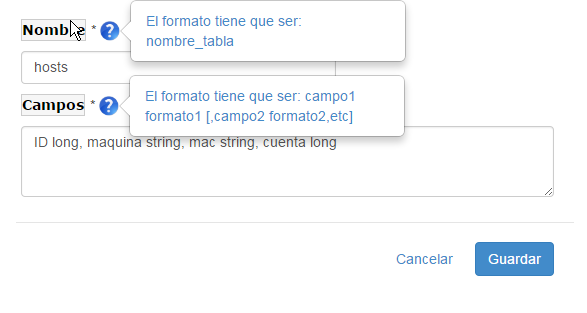 El formato tiene que ser:
nombre_tabla
Nombre *
hosts
El formato tiene que ser: campo1
formato1 [,campo2 formato2,etc]
Campos * ?
ID long, maquina string, mac string, cuenta long
Cancelar Guardar